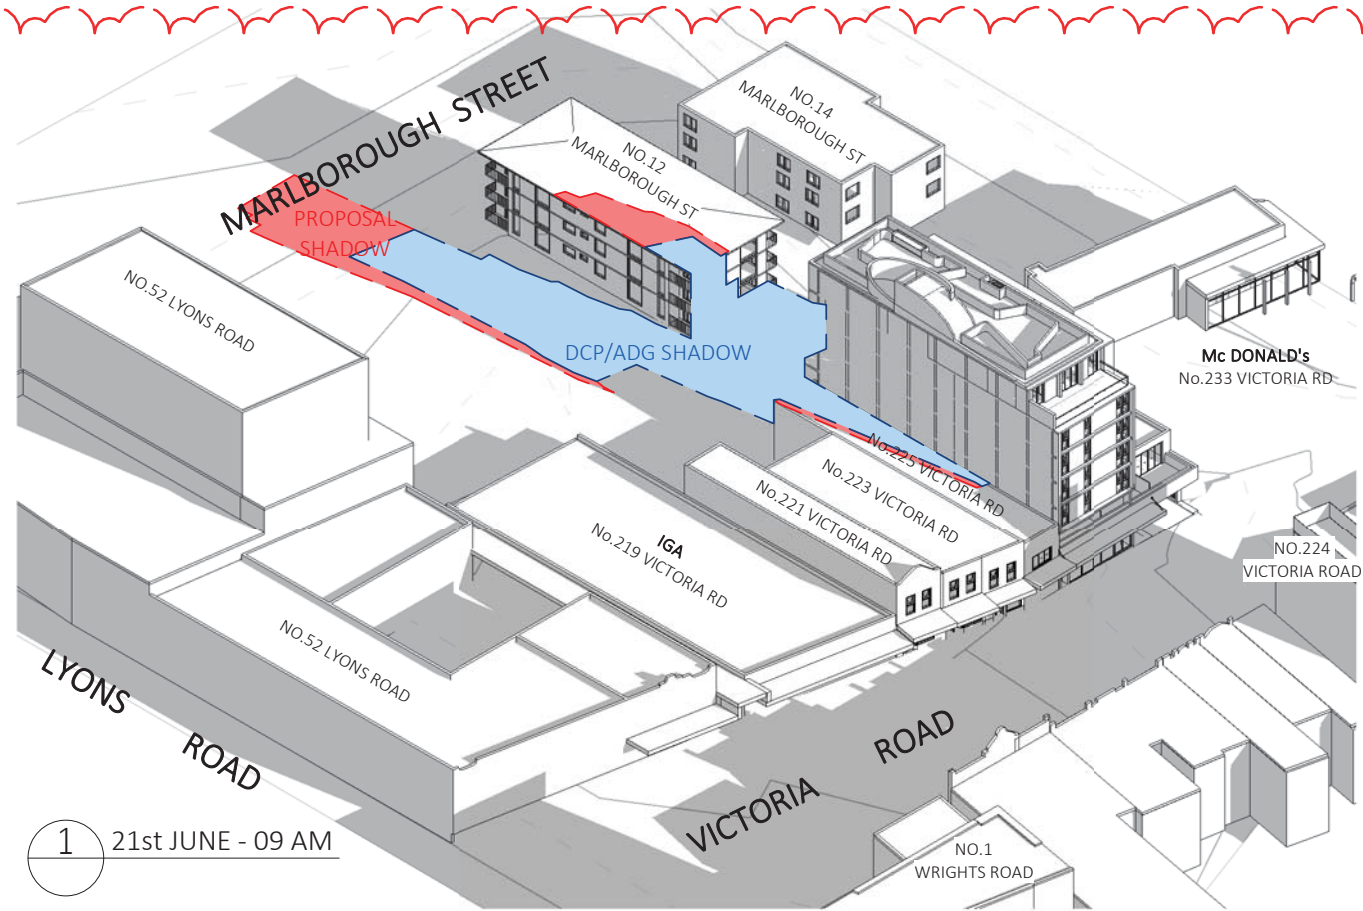 MARLBOROUGH STREET
NO.14
MARLBOROUGH ST
NO.12
MARLBOROUGH ST
PROPOSAL
SHADOW
NO.52 LYONS ROAD
DCP/ADG SHADOW
Mc DONALD's
No.233 VICTORIA RD
No.225 VICTORIA RD
No.223 VICTORIA RD
No.221 VICTORIA RD
IGA
No.219 VICTORIA RD
NO.224
VICTORIA ROAD
NO.52 LYONS ROAD
LYONS ROAD
VICTORIA ROAD
NO.1
WRIGHTS ROAD
1 21st JUNE - 09 AM